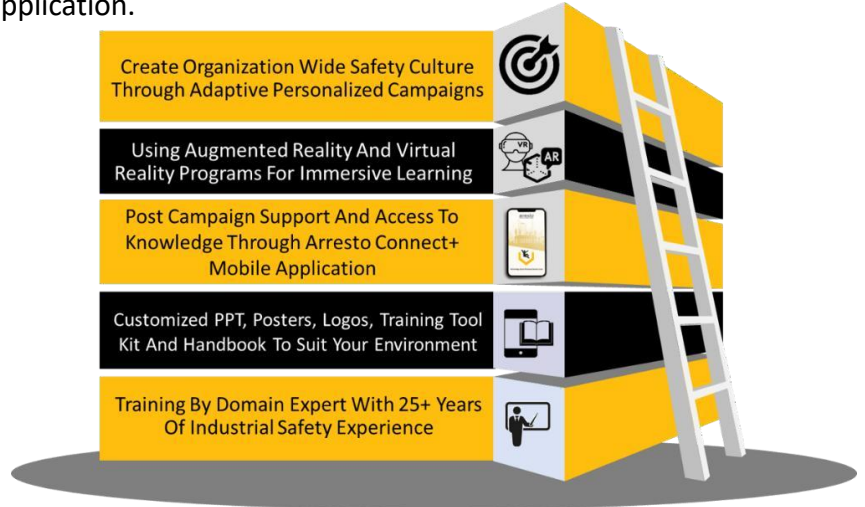 pplication.
Create Organization Wide Safety Culture
Through Adaptive Personalized Campaigns
Using Augmented Reality And Virtual
Reality Programs For Immersive Learning
VR
AR
Post Campaign Support And Access To
Knowledge Through Arresto Connect+
Mobile Application
Customized PPT, Posters, Logos, Training Tool
Kit And Handbook To Suit Your Environment
Training By Domain Expert With 25+ Years
Of Industrial Safety Experience